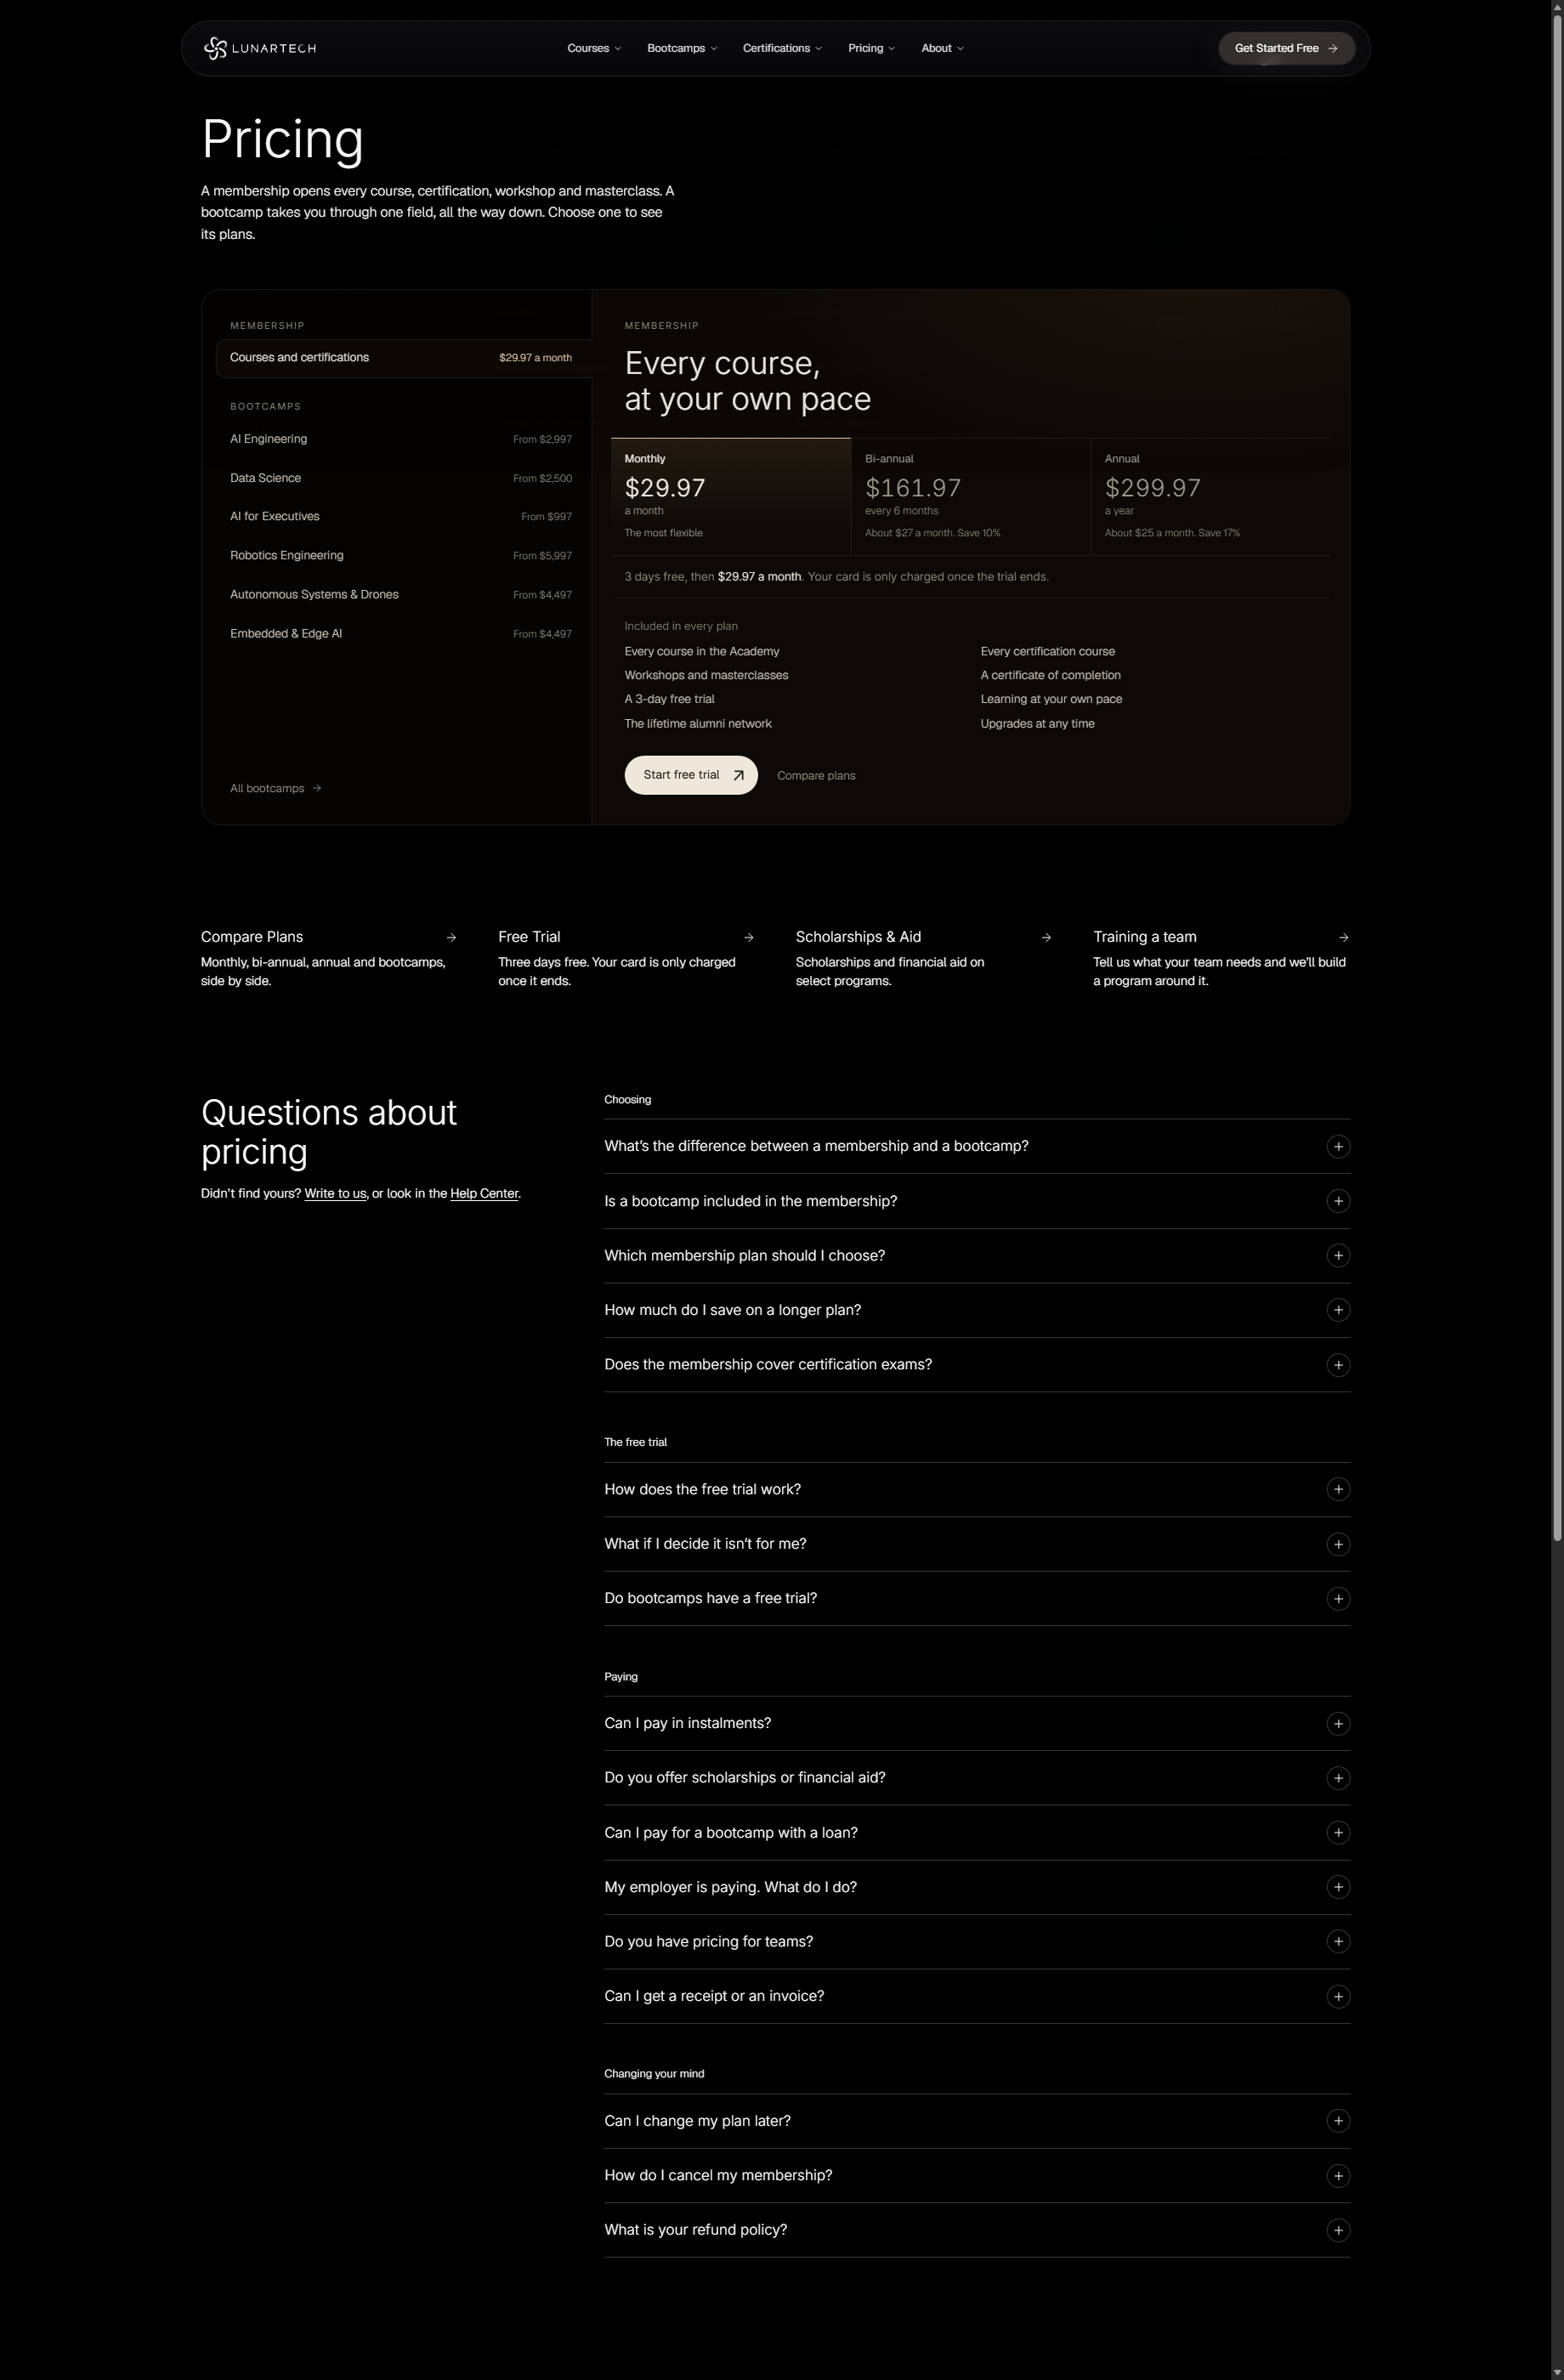 LUNARTECH
Courses
Bootcamps
Certifications
Pricing
About
Get Started Free
Pricing
A membership opens every course, certification, workshop and masterclass. A
bootcamp takes you through one field, all the way down. Choose one to see
its plans.
MEMBERSHIP
Courses and certifications
$29.97 a month
BOOTCAMPS
AI Engineering
From $2,997
Data Science
From $2,500
AI for Executives
From $997
Robotics Engineering
From $5,997
Autonomous Systems & Drones
From $4,497
Embedded & Edge AI
From $4,497
All bootcamps
MEMBERSHIP
Every course,
at your own pace
Monthly
$29.97
a month
The most flexible
Bi-annual
$161.97
every 6 months
About $27 a month. Save 10%
Annual
$299.97
a year
About $25 a month. Save 17%
3 days free, then $29.97 a month. Your card is only charged once the trial ends.
Included in every plan
Every course in the Academy
Every certification course
Workshops and masterclasses
A certificate of completion
A 3-day free trial
Learning at your own pace
The lifetime alumni network
Upgrades at any time
Start free trial
Compare plans
Compare Plans
Monthly, bi-annual, annual and bootcamps,
side by side.
Free Trial
Three days free. Your card is only charged
once it ends.
Scholarships & Aid
Scholarships and financial aid on
select programs.
Training a team
Tell us what your team needs and we’ll build
a program around it.
Questions about
pricing
Didn’t find yours? Write to us, or look in the Help Center.
Choosing
What’s the difference between a membership and a bootcamp?
Is a bootcamp included in the membership?
Which membership plan should I choose?
How much do I save on a longer plan?
Does the membership cover certification exams?
The free trial
How does the free trial work?
What if I decide it isn’t for me?
Do bootcamps have a free trial?
Paying
Can I pay in instalments?
Do you offer scholarships or financial aid?
Can I pay for a bootcamp with a loan?
My employer is paying. What do I do?
Do you have pricing for teams?
Can I get a receipt or an invoice?
Changing your mind
Can I change my plan later?
How do I cancel my membership?
What is your refund policy?